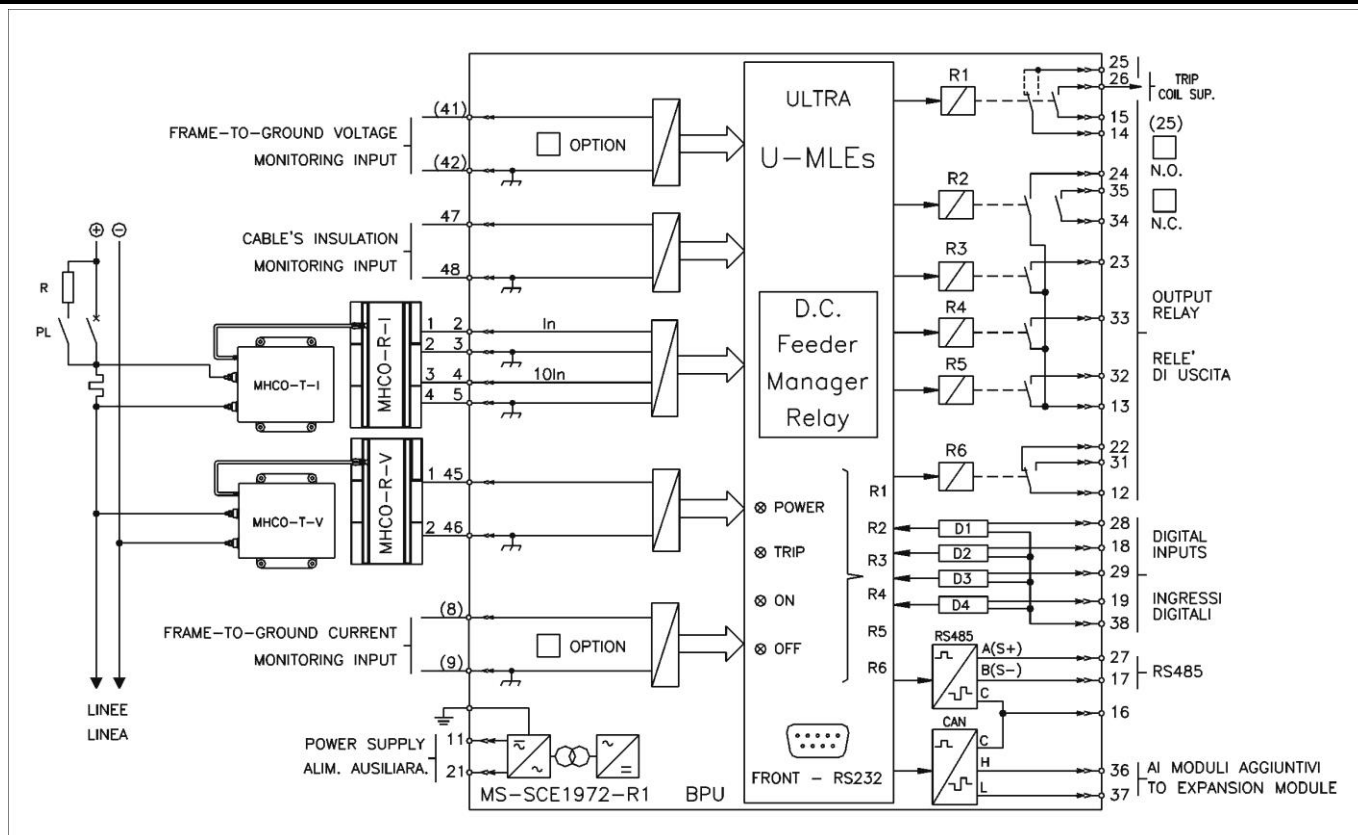 FRAME-TO-GROUND VOLTAGE
MONITORING INPUT
(41)
(42)
OPTION
CABLE'S INSULATION
MONITORING INPUT
47
48
⊕ ⊖
R
PL
MHCO-T-I
MHCO-R-I
1 2
2 3
3 4
4 5
In
10In
MHCO-T-V
MHCO-R-V
1 45
2 46
FRAME-TO-GROUND CURRENT
MONITORING INPUT
(8)
(9)
OPTION
LINEE
LINEA
POWER SUPPLY
ALIM. AUSILIARA.
11
21
MS-SCE1972-R1 BPU
ULTRA
U-MLEs
D.C.
Feeder
Manager
Relay
POWER
TRIP
ON
OFF
R1
R2
R3
R4
R5
R6
FRONT - RS232
R1
R2
R3
R4
R5
R6
D1
D2
D3
D4
RS485
A(S+)
B(S-)
C
CAN
C
H
L
25
26
TRIP
COIL SUP.
15
14
(25)
N.O.
24
35
34
N.C.
23
33
32
13
OUTPUT
RELAY
RELE'
DI USCITA
22
31
12
28
18
29
19
38
DIGITAL
INPUTS
INGRESSI
DIGITALI
27
17
RS485
16
36
37
AI MODULI AGGIUNTIVI
TO EXPANSION MODULE